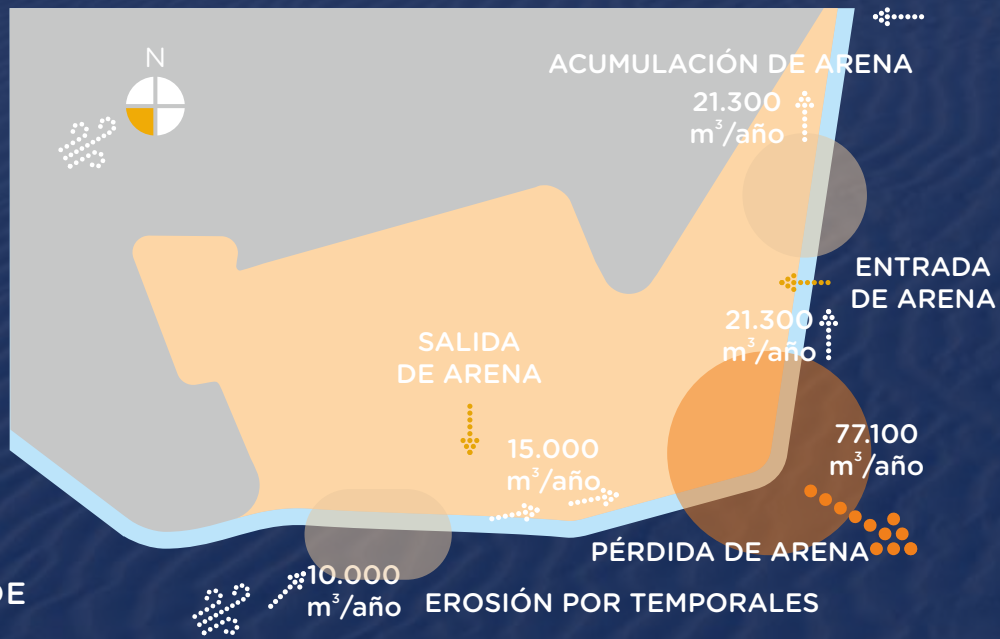 N
ACUMULACIÓN DE ARENA
21.300
m³/año
ENTRADA
DE ARENA
21.300
m³/año
SALIDA
DE ARENA
15.000
m³/año
77.100
m³/año
PÉRDIDA DE ARENA
10.000
m³/año
EROSIÓN POR TEMPORALES